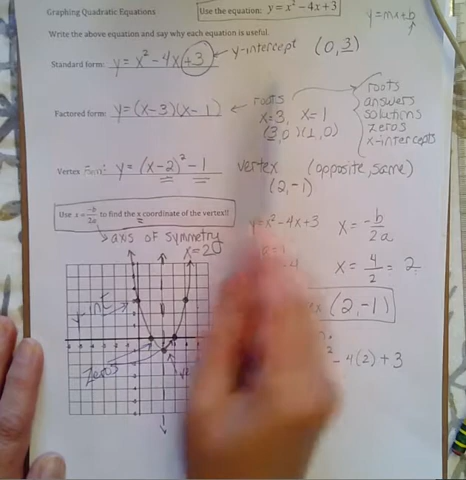 Graphing Quadratic Equations
Use the equation: y = x² − 4x + 3
y = mx + b
Write the above equation and say why each equation is useful.
Standard form: y = x² − 4x + 3 ← y-intercept (0, 3)
Factored form: y = (x − 3)(x − 1) ← roots
x = 3, x = 1
(3, 0) (1, 0)
roots
answers
solutions
zeros
x-intercepts
Vertex Form: y = (x − 2)² − 1 vertex (opposite, same)
(2, −1)
Use x = −b/2a to find the x coordinate of the vertex!!
axis of symmetry
x = 2
y = x² − 4x + 3
x = −b/2a
x = 4/2 = 2
(2, −1)
− 4(2) + 3
y-int
zeros